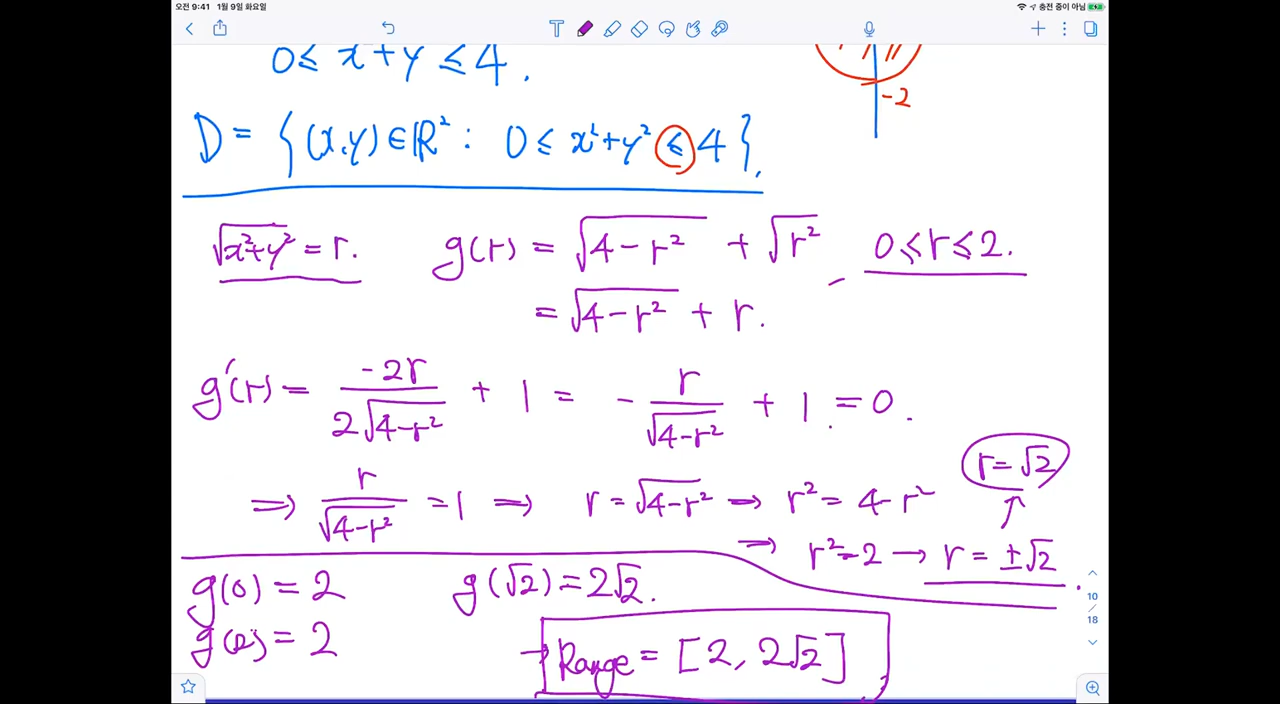 오전 9:41 1월 9일 화요일
충전 중이 아님
0 ≤ x+y ≤ 4.
-2
D = {(x,y) ∈ ℝ² : 0 ≤ x²+y² ≤ 4}.
√(x²+y²) = r. g(r) = √(4-r²) + √(r²), 0 ≤ r ≤ 2.
= √(4-r²) + r.
g'(r) = -2r / 2√(4-r²) + 1 = - r / √(4-r²) + 1 = 0.
r = √2
⇒ r / √(4-r²) = 1 ⇒ r = √(4-r²) → r² = 4-r²
→ r² = 2 → r = ±√2
g(0) = 2 g(√2) = 2√2.
g(2) = 2
→ Range = [2, 2√2]
10
/
18